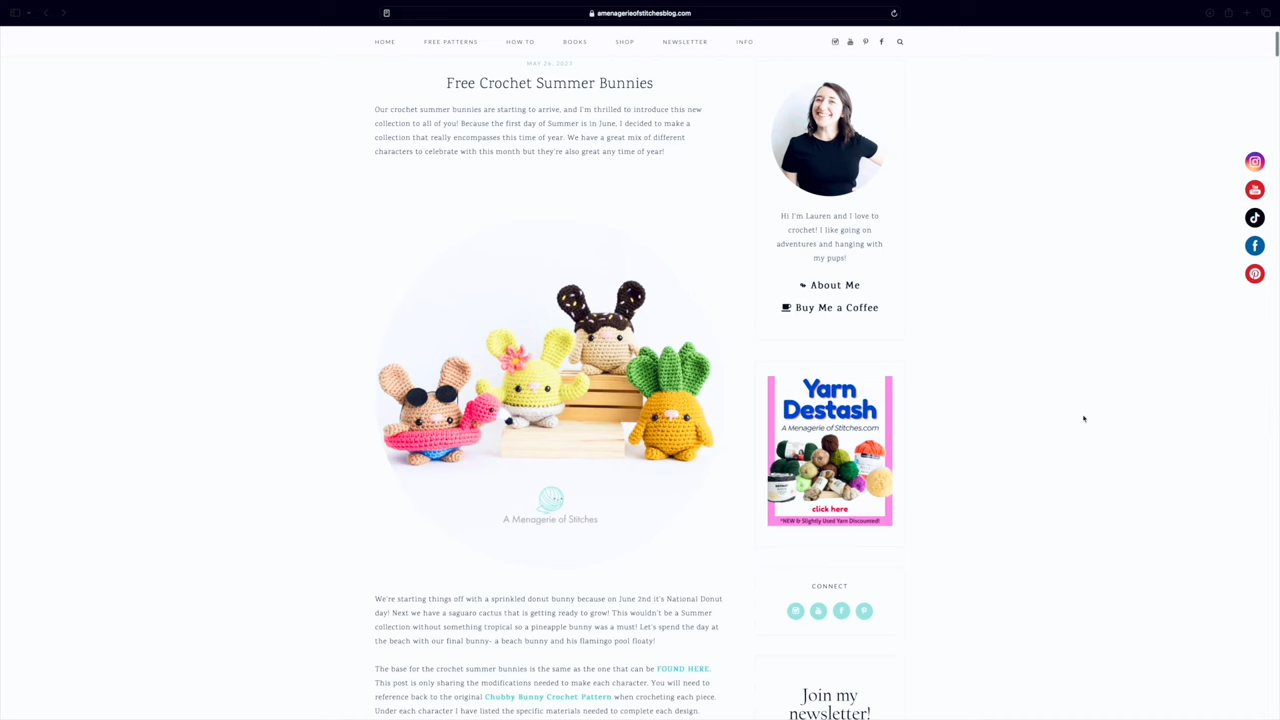 amenagerieofstitchesblog.com
HOME FREE PATTERNS HOW TO BOOKS SHOP NEWSLETTER INFO
MAY 26, 2023
Free Crochet Summer Bunnies
Our crochet summer bunnies are starting to arrive, and I'm thrilled to introduce this new
collection to all of you! Because the first day of Summer is in June, I decided to make a
collection that really encompasses this time of year. We have a great mix of different
characters to celebrate with this month but they're also great any time of year!
A Menagerie of Stitches
We're starting things off with a sprinkled donut bunny because on June 2nd it's National Donut
day! Next we have a saguaro cactus that is getting ready to grow! This wouldn't be a Summer
collection without something tropical so a pineapple bunny was a must! Let's spend the day at
the beach with our final bunny- a beach bunny and his flamingo pool floaty!
The base for the crochet summer bunnies is the same as the one that can be FOUND HERE.
This post is only sharing the modifications needed to make each character. You will need to
reference back to the original Chubby Bunny Crochet Pattern when crocheting each piece.
Under each character I have listed the specific materials needed to complete each design.
Hi I'm Lauren and I love to
crochet! I like going on
adventures and hanging with
my pups!
About Me
Buy Me a Coffee
Yarn
Destash
A Menagerie of Stitches.com
click here
*NEW & Slightly Used Yarn Discounted!
CONNECT
Join my
newsletter!